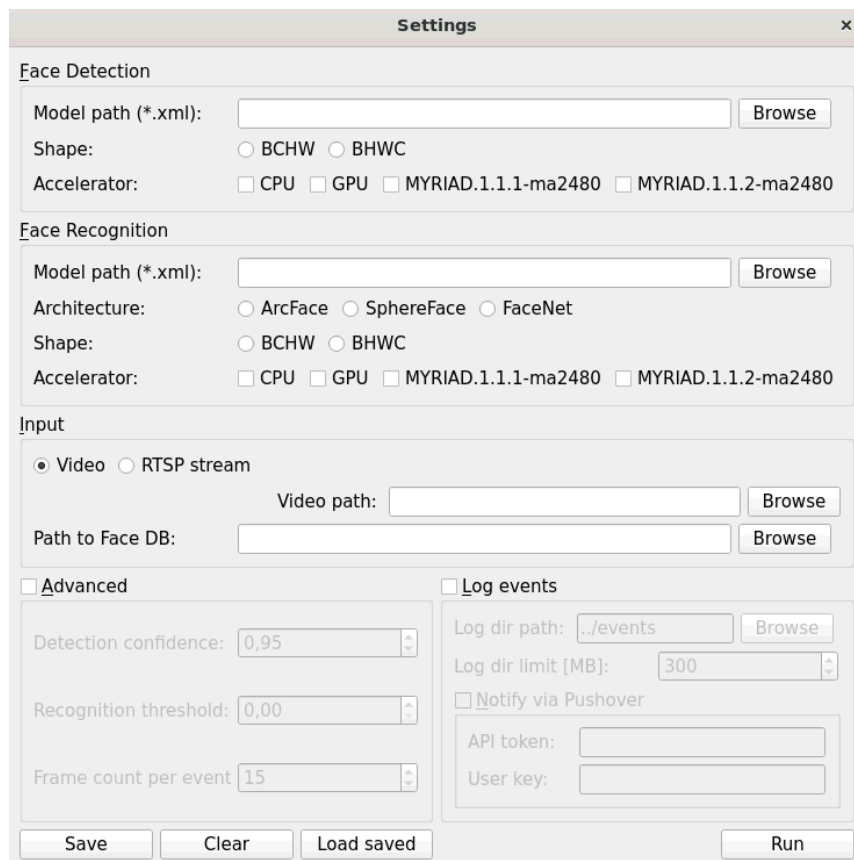 Settings ×
Face Detection
Model path (*.xml): Browse
Shape: BCHW BHWC
Accelerator: CPU GPU MYRIAD.1.1.1-ma2480 MYRIAD.1.1.2-ma2480
Face Recognition
Model path (*.xml): Browse
Architecture: ArcFace SphereFace FaceNet
Shape: BCHW BHWC
Accelerator: CPU GPU MYRIAD.1.1.1-ma2480 MYRIAD.1.1.2-ma2480
Input
Video RTSP stream
Video path: Browse
Path to Face DB: Browse
Advanced
Detection confidence: 0,95
Recognition threshold: 0,00
Frame count per event 15
Log events
Log dir path: ../events Browse
Log dir limit [MB]: 300
Notify via Pushover
API token:
User key:
Save Clear Load saved Run